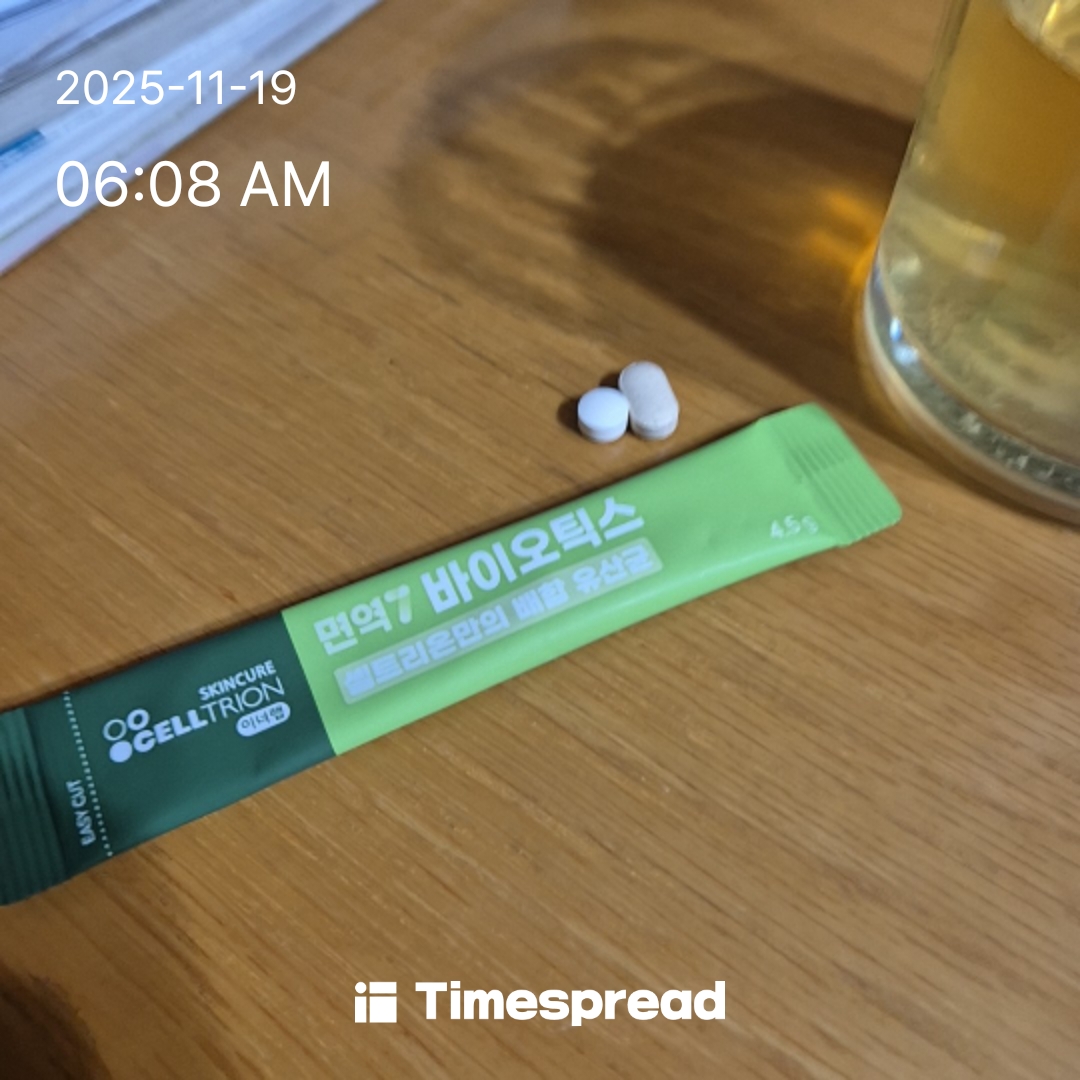 2025-11-19
06:08 AM
면역7 바이오틱스
셀트리온만의 배합 유산균
4.5g
SKINCURE
CELLTRION
이너랩
EASY CUT
Timespread